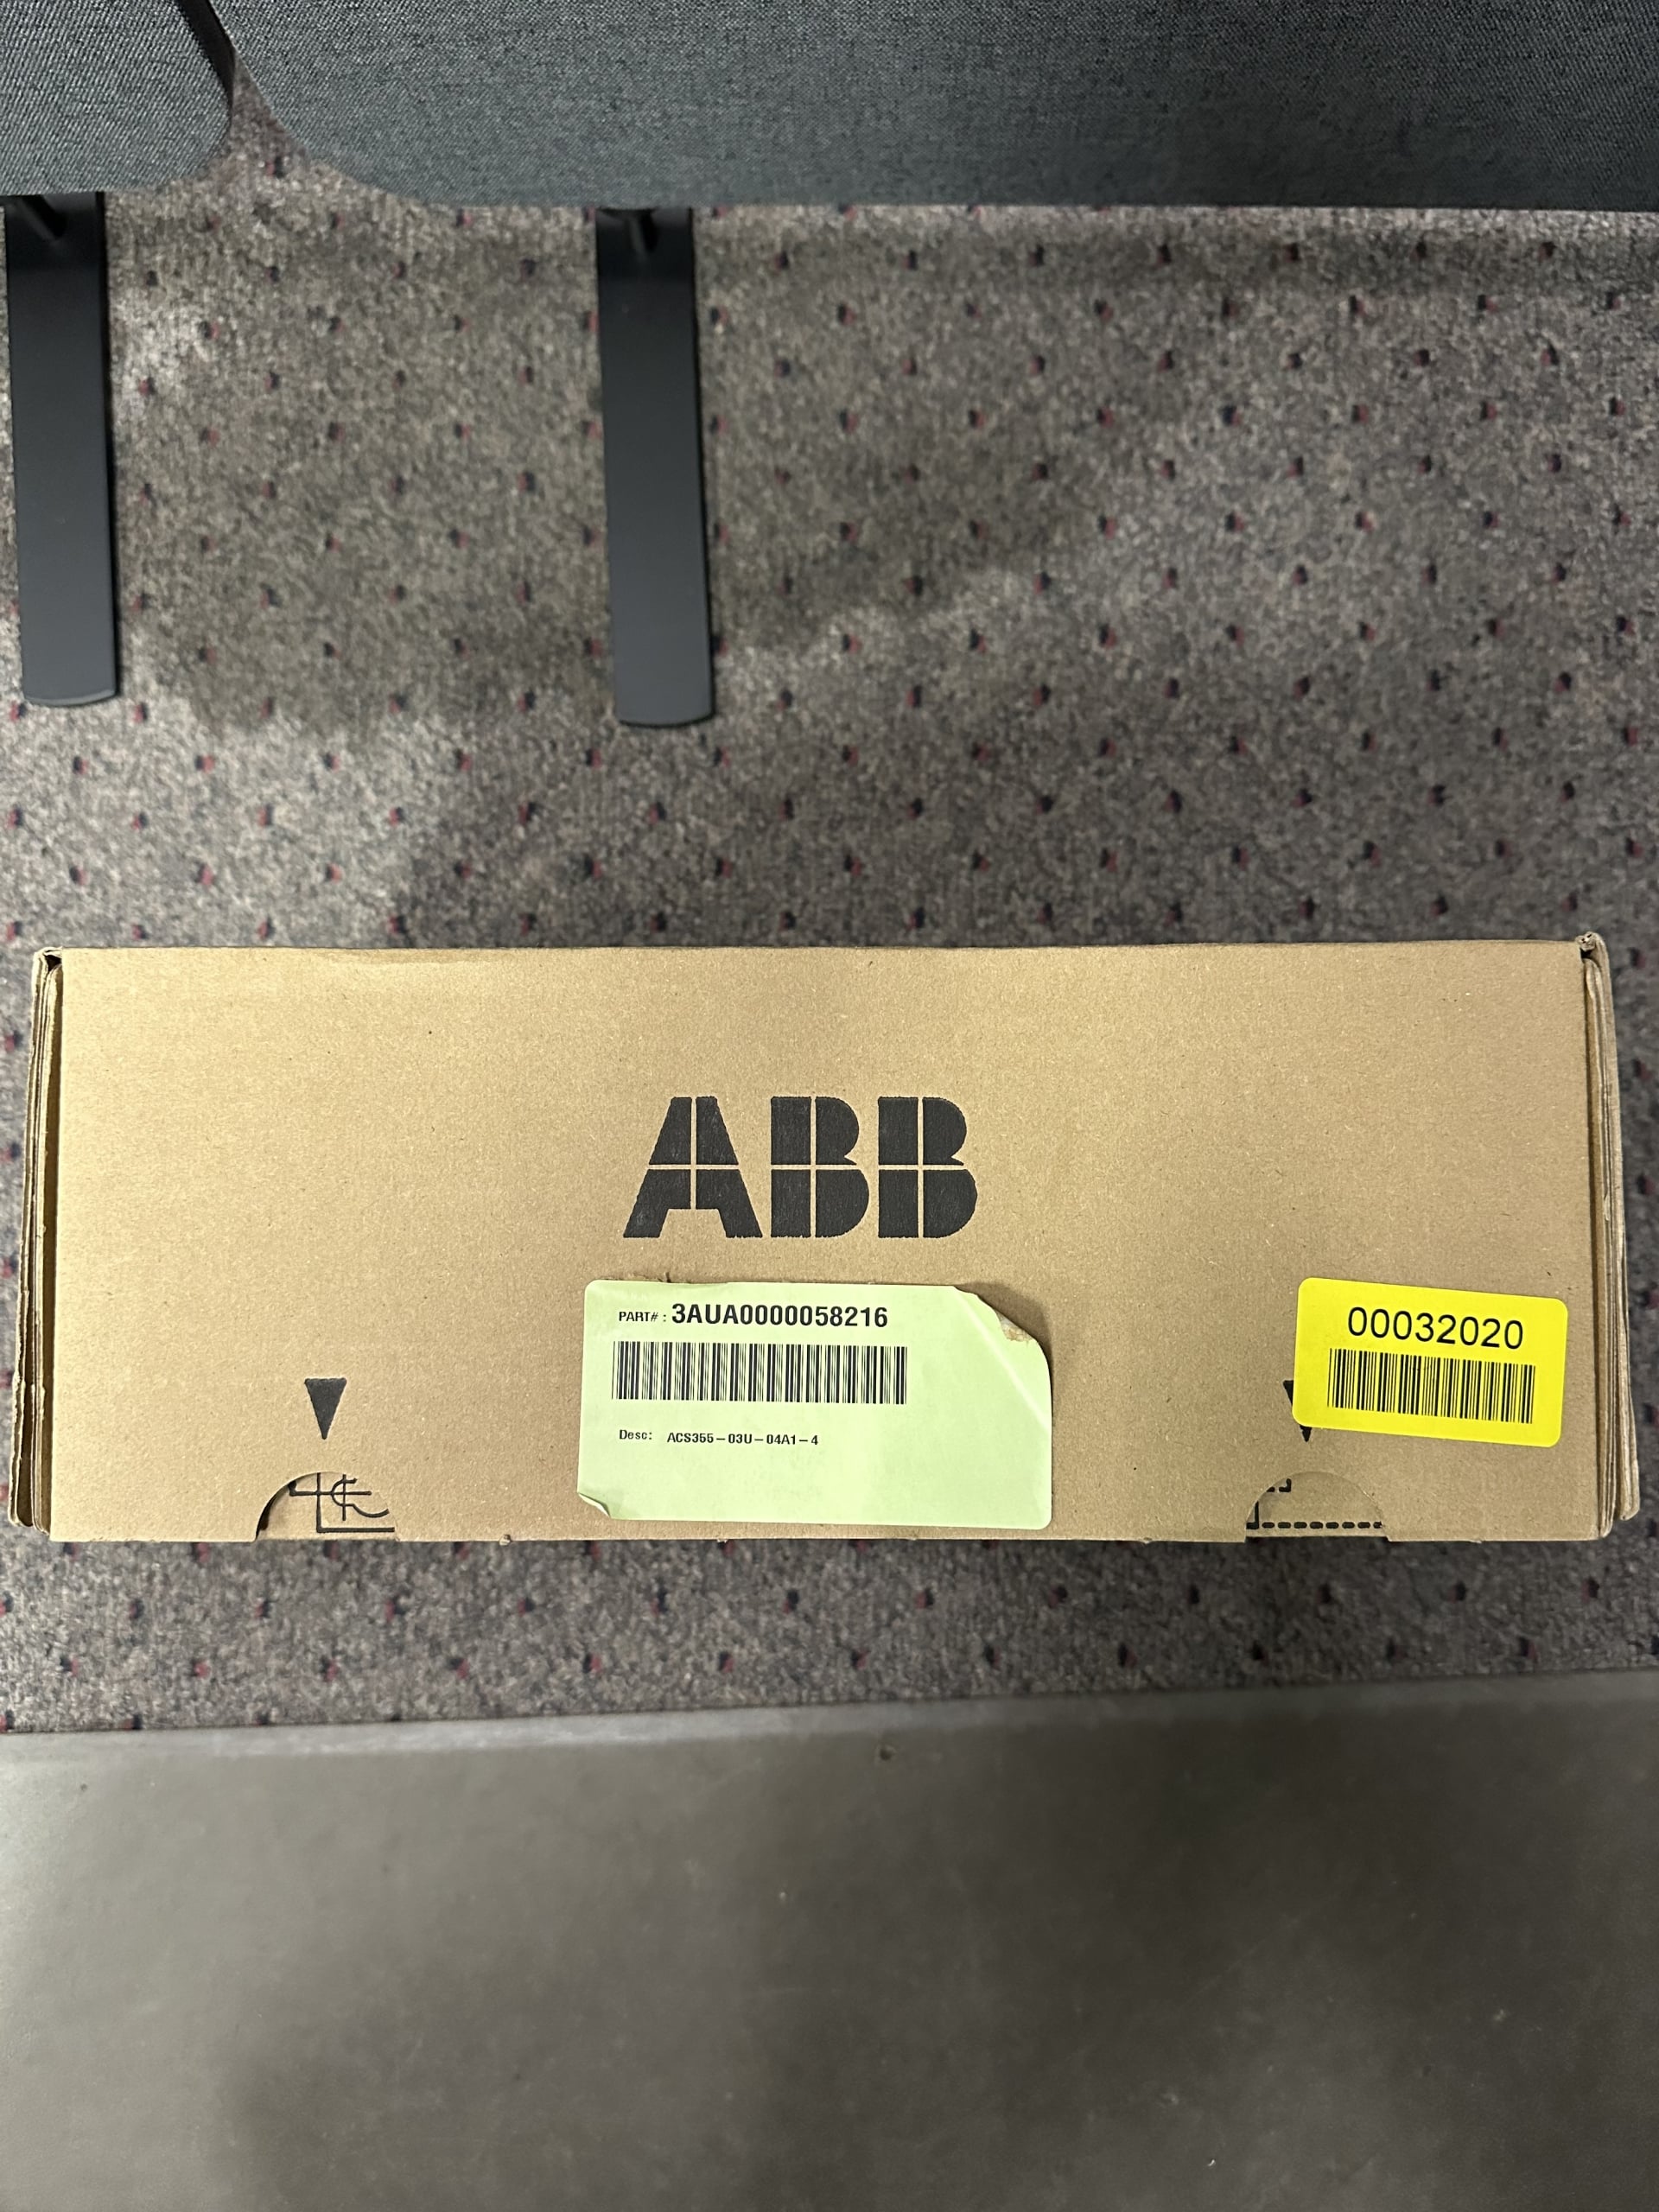 ABB
PART# : 3AUA0000058216
Desc: ACS355-03U-04A1-4
00032020